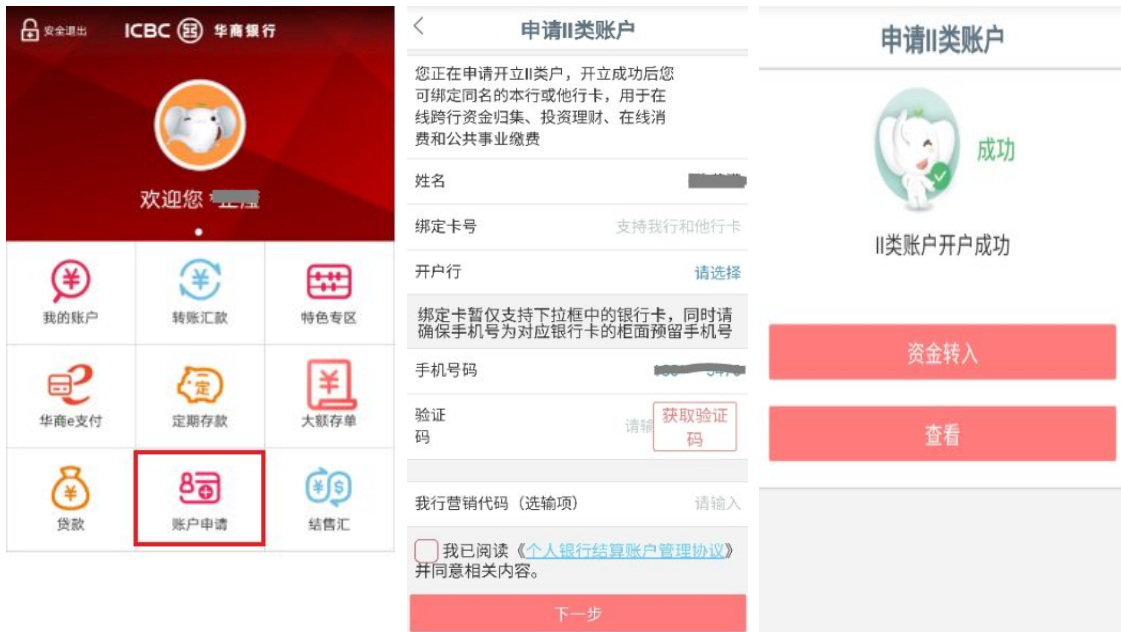 安全退出
ICBC 华商银行
欢迎您
我的账户
转账汇款
特色专区
华商e支付
定期存款
大额存单
贷款
账户申请
结售汇
申请II类账户
您正在申请开立II类户，开立成功后您
可绑定同名的本行或他行卡，用于在
线跨行资金归集、投资理财、在线消
费和公共事业缴费
姓名
绑定卡号 支持我行和他行卡
开户行 请选择
绑定卡暂仅支持下拉框中的银行卡，同时请
确保手机号为对应银行卡的柜面预留手机号
手机号码
验证
码
请输
获取验证
码
我行营销代码（选输项） 请输入
我已阅读《个人银行结算账户管理协议》
并同意相关内容。
下一步
申请II类账户
成功
II类账户开户成功
资金转入
查看